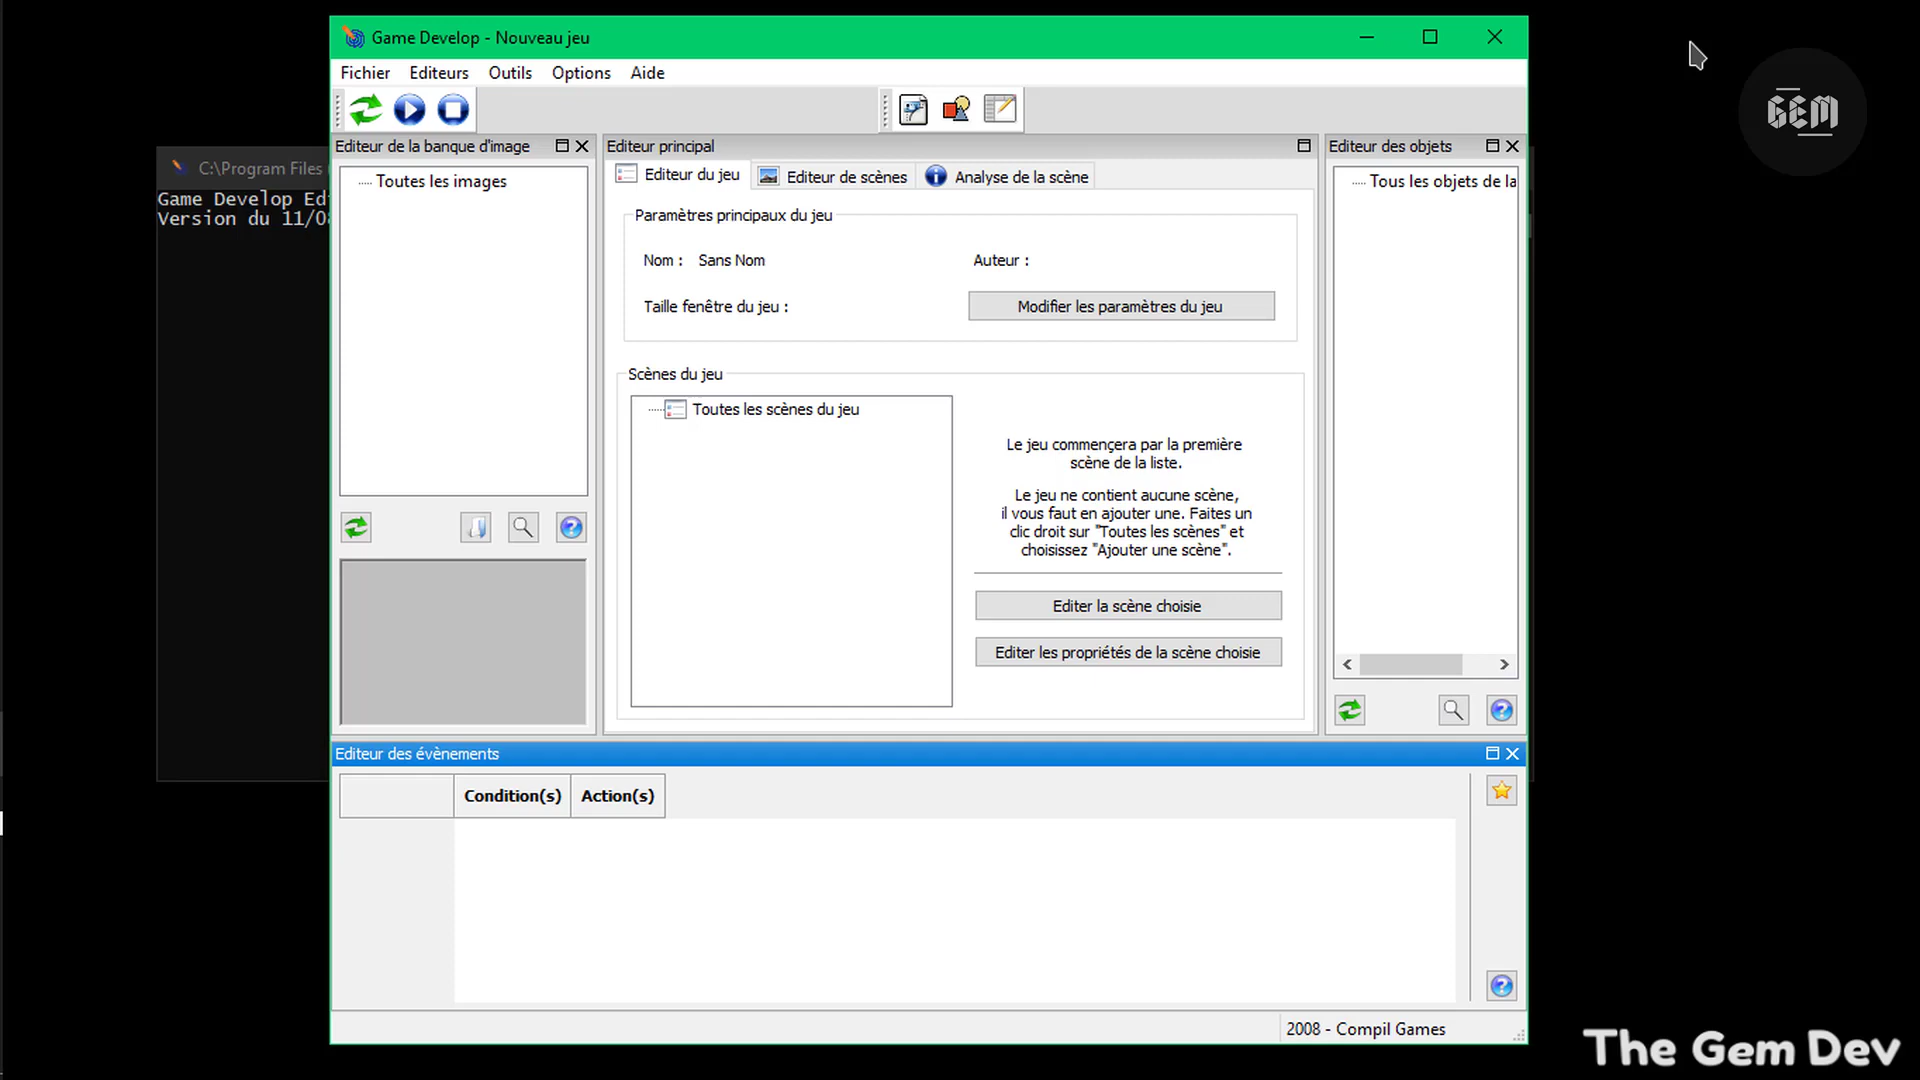 Game Develop - Nouveau jeu
Fichier Editeurs Outils Options Aide
GEM
C:\Program Files
Game Develop Ed
Version du 11/0
Editeur de la banque d'image
Toutes les images
Editeur principal
Editeur du jeu Editeur de scènes Analyse de la scène
Paramètres principaux du jeu
Nom : Sans Nom Auteur :
Taille fenêtre du jeu : Modifier les paramètres du jeu
Scènes du jeu
Toutes les scènes du jeu
Le jeu commençera par la première
scène de la liste.
Le jeu ne contient aucune scène,
il vous faut en ajouter une. Faites un
clic droit sur "Toutes les scènes" et
choisissez "Ajouter une scène".
Editer la scène choisie
Editer les propriétés de la scène choisie
Editeur des objets
Tous les objets de la
Editeur des évènements
Condition(s) Action(s)
2008 - Compil Games
The Gem Dev